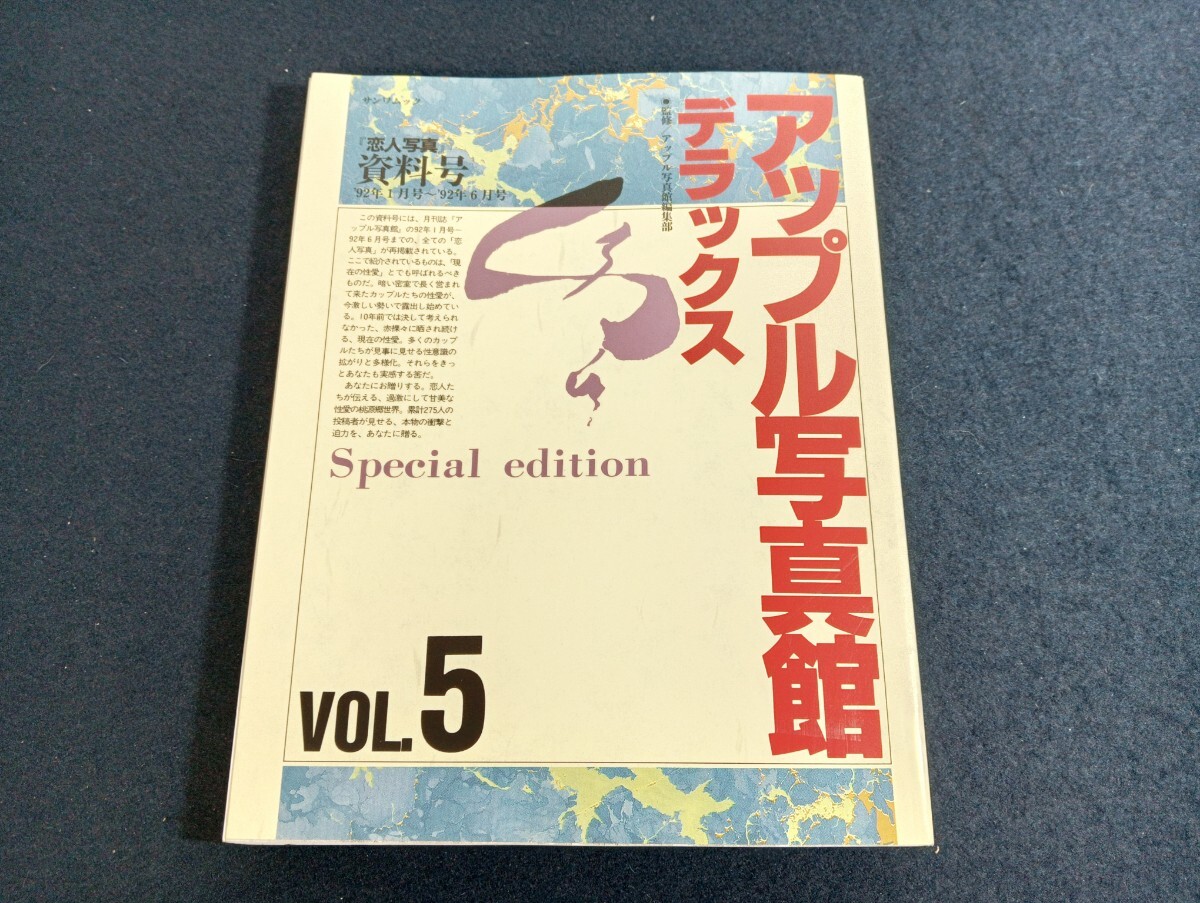 アップル写真館
デラックス
●監修 アップル写真館編集部
サンワムック
『恋人写真』
資料号
'92年1月号〜'92年6月号
この資料号には、月刊誌『ア
ップル写真館』の92年1月号〜
92年6月号までの、全ての「恋
人写真」が再掲載されている。
ここで紹介されているものは、「現
在の性愛」とでも呼ばれるべき
ものだ。暗い密室で長く営まれ
て来たカップルたちの性愛が、
今激しい勢いで露出し始めてい
る。10年前では決して考えられ
なかった、赤裸々に晒され続け
る、現在の性愛。多くのカップ
ルたちが見事に見せる性意識の
拡がりと多様化。それらをきっ
とあなたも実感する筈だ。
あなたにお贈りする。恋人た
ちが伝える、過激にして甘美な
性愛の桃源郷世界。累計275人の
投稿者が見せる、本物の衝撃と
迫力を、あなたに贈る。
Special edition
VOL.5